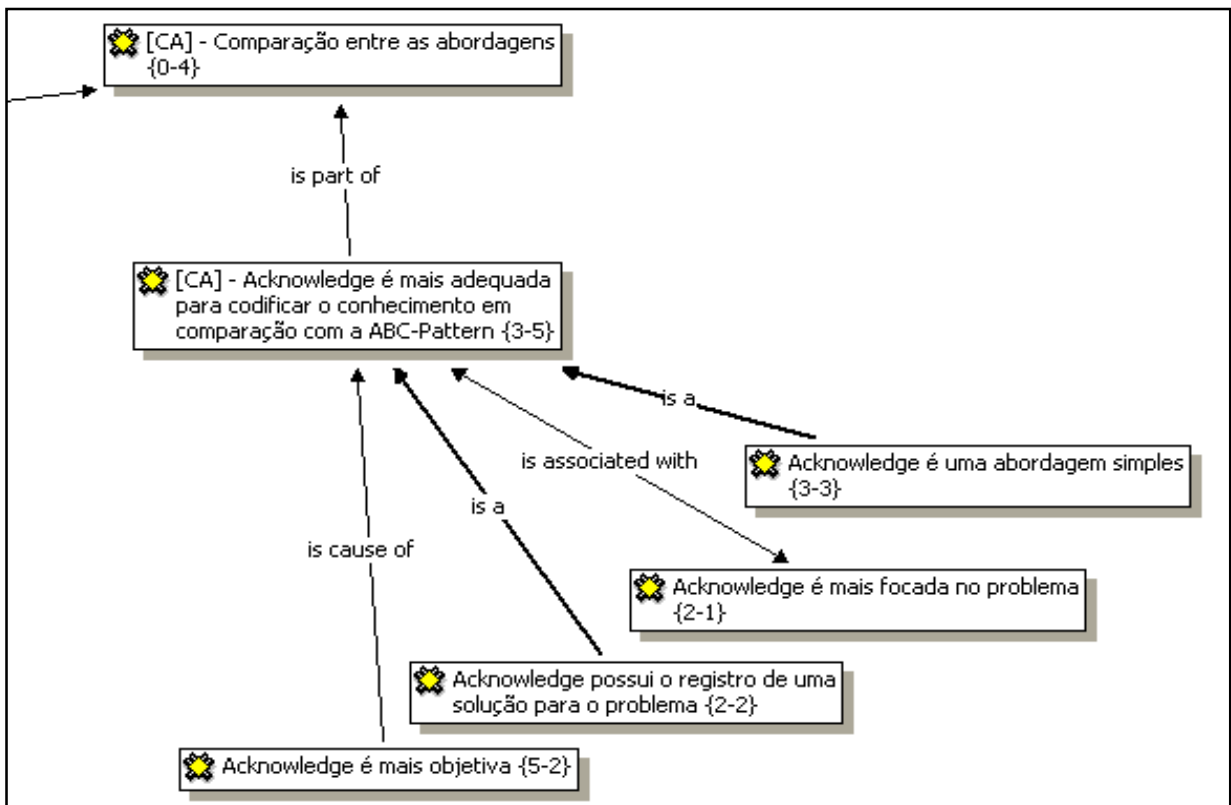 [CA] - Comparação entre as abordagens
{0-4}
is part of
[CA] - Acknowledge é mais adequada
para codificar o conhecimento em
comparação com a ABC-Pattern {3-5}
is a
is associated with
Acknowledge é uma abordagem simples
{3-3}
is a
is cause of
Acknowledge é mais focada no problema
{2-1}
Acknowledge possui o registro de uma
solução para o problema {2-2}
Acknowledge é mais objetiva {5-2}